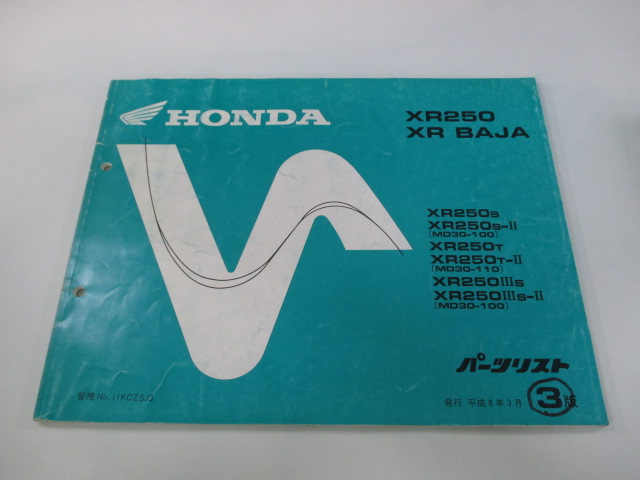 HONDA
XR250
XR BAJA
XR250S
XR250S-II
(MD30-100)
XR250T
XR250T-II
(MD30-110)
XR250IIIS
XR250IIIS-II
(MD30-100)
パーツリスト
管理 No. 11KCZSJ3
発行 平成8年3月
3版